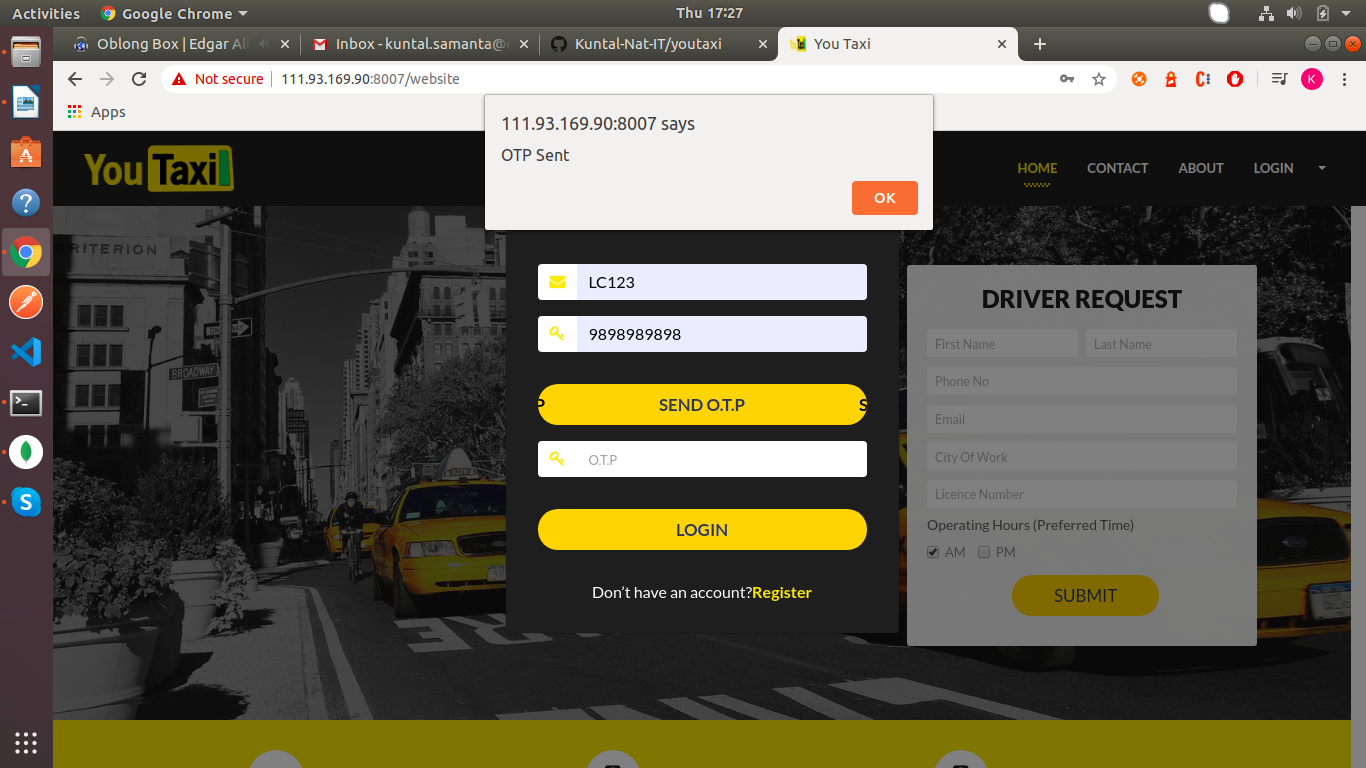 Activities
Google Chrome
Thu 17:27
Oblong Box | Edgar All
Inbox - kuntal.samanta@
Kuntal-Nat-IT/youtaxi
You Taxi
Not secure
111.93.169.90:8007/website
K
Apps
111.93.169.90:8007 says
OTP Sent
OK
You Taxi
HOME
CONTACT
ABOUT
LOGIN
CRITERION
BROADWAY
LC123
9898989898
P
SEND O.T.P
S
O.T.P
LOGIN
Don't have an account?Register
DRIVER REQUEST
First Name
Last Name
Phone No
Email
City Of Work
Licence Number
Operating Hours (Preferred Time)
AM
PM
SUBMIT